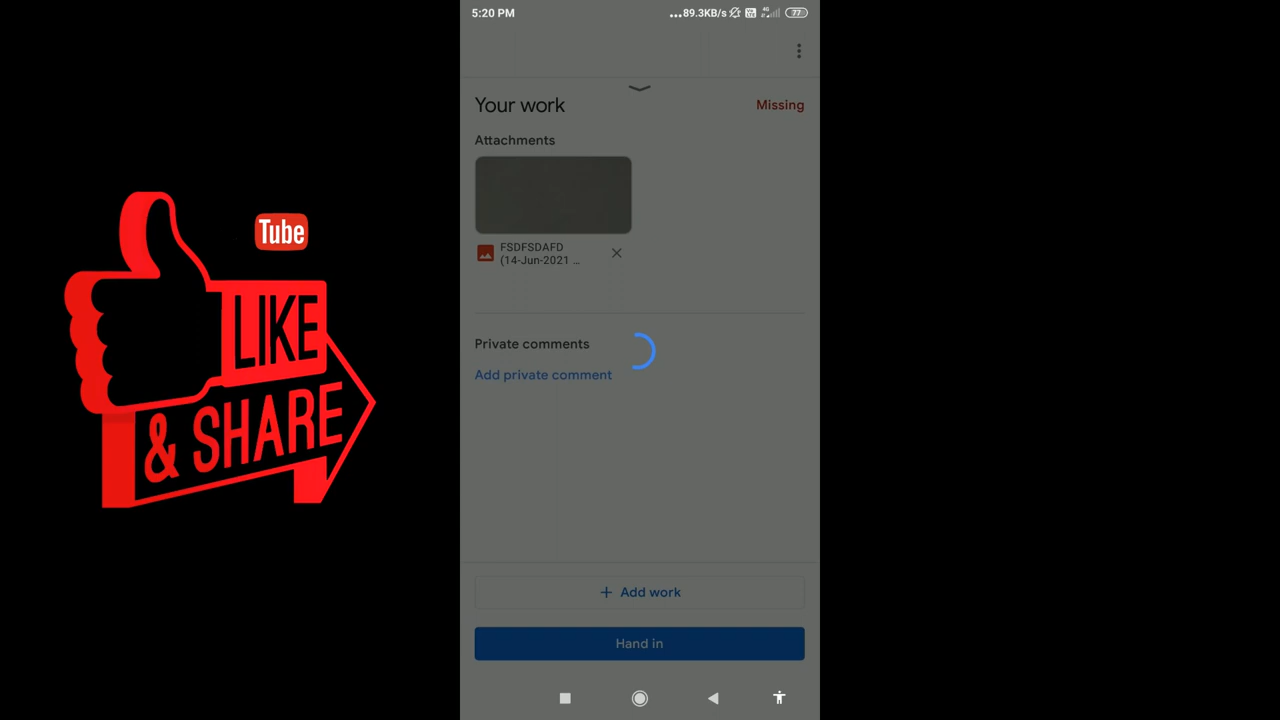 5:20 PM
...89.3KB/s
4G
77
Your work
Missing
Attachments
FSDFSDAFD
(14-Jun-2021 ...
Private comments
Add private comment
+ Add work
Hand in
Tube
LIKE
& SHARE